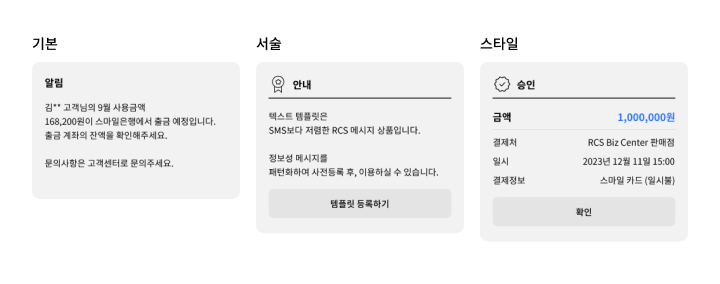 기본
알림
김** 고객님의 9월 사용금액
168,200원이 스마일은행에서 출금 예정입니다.
출금 계좌의 잔액을 확인해주세요.
문의사항은 고객센터로 문의주세요.
서술
안내
텍스트 템플릿은
SMS보다 저렴한 RCS 메시지 상품입니다.
정보성 메시지를
패턴화하여 사전등록 후, 이용하실 수 있습니다.
템플릿 등록하기
스타일
승인
금액 1,000,000원
결제처 RCS Biz Center 판매점
일시 2023년 12월 11일 15:00
결제정보 스마일 카드 (일시불)
확인